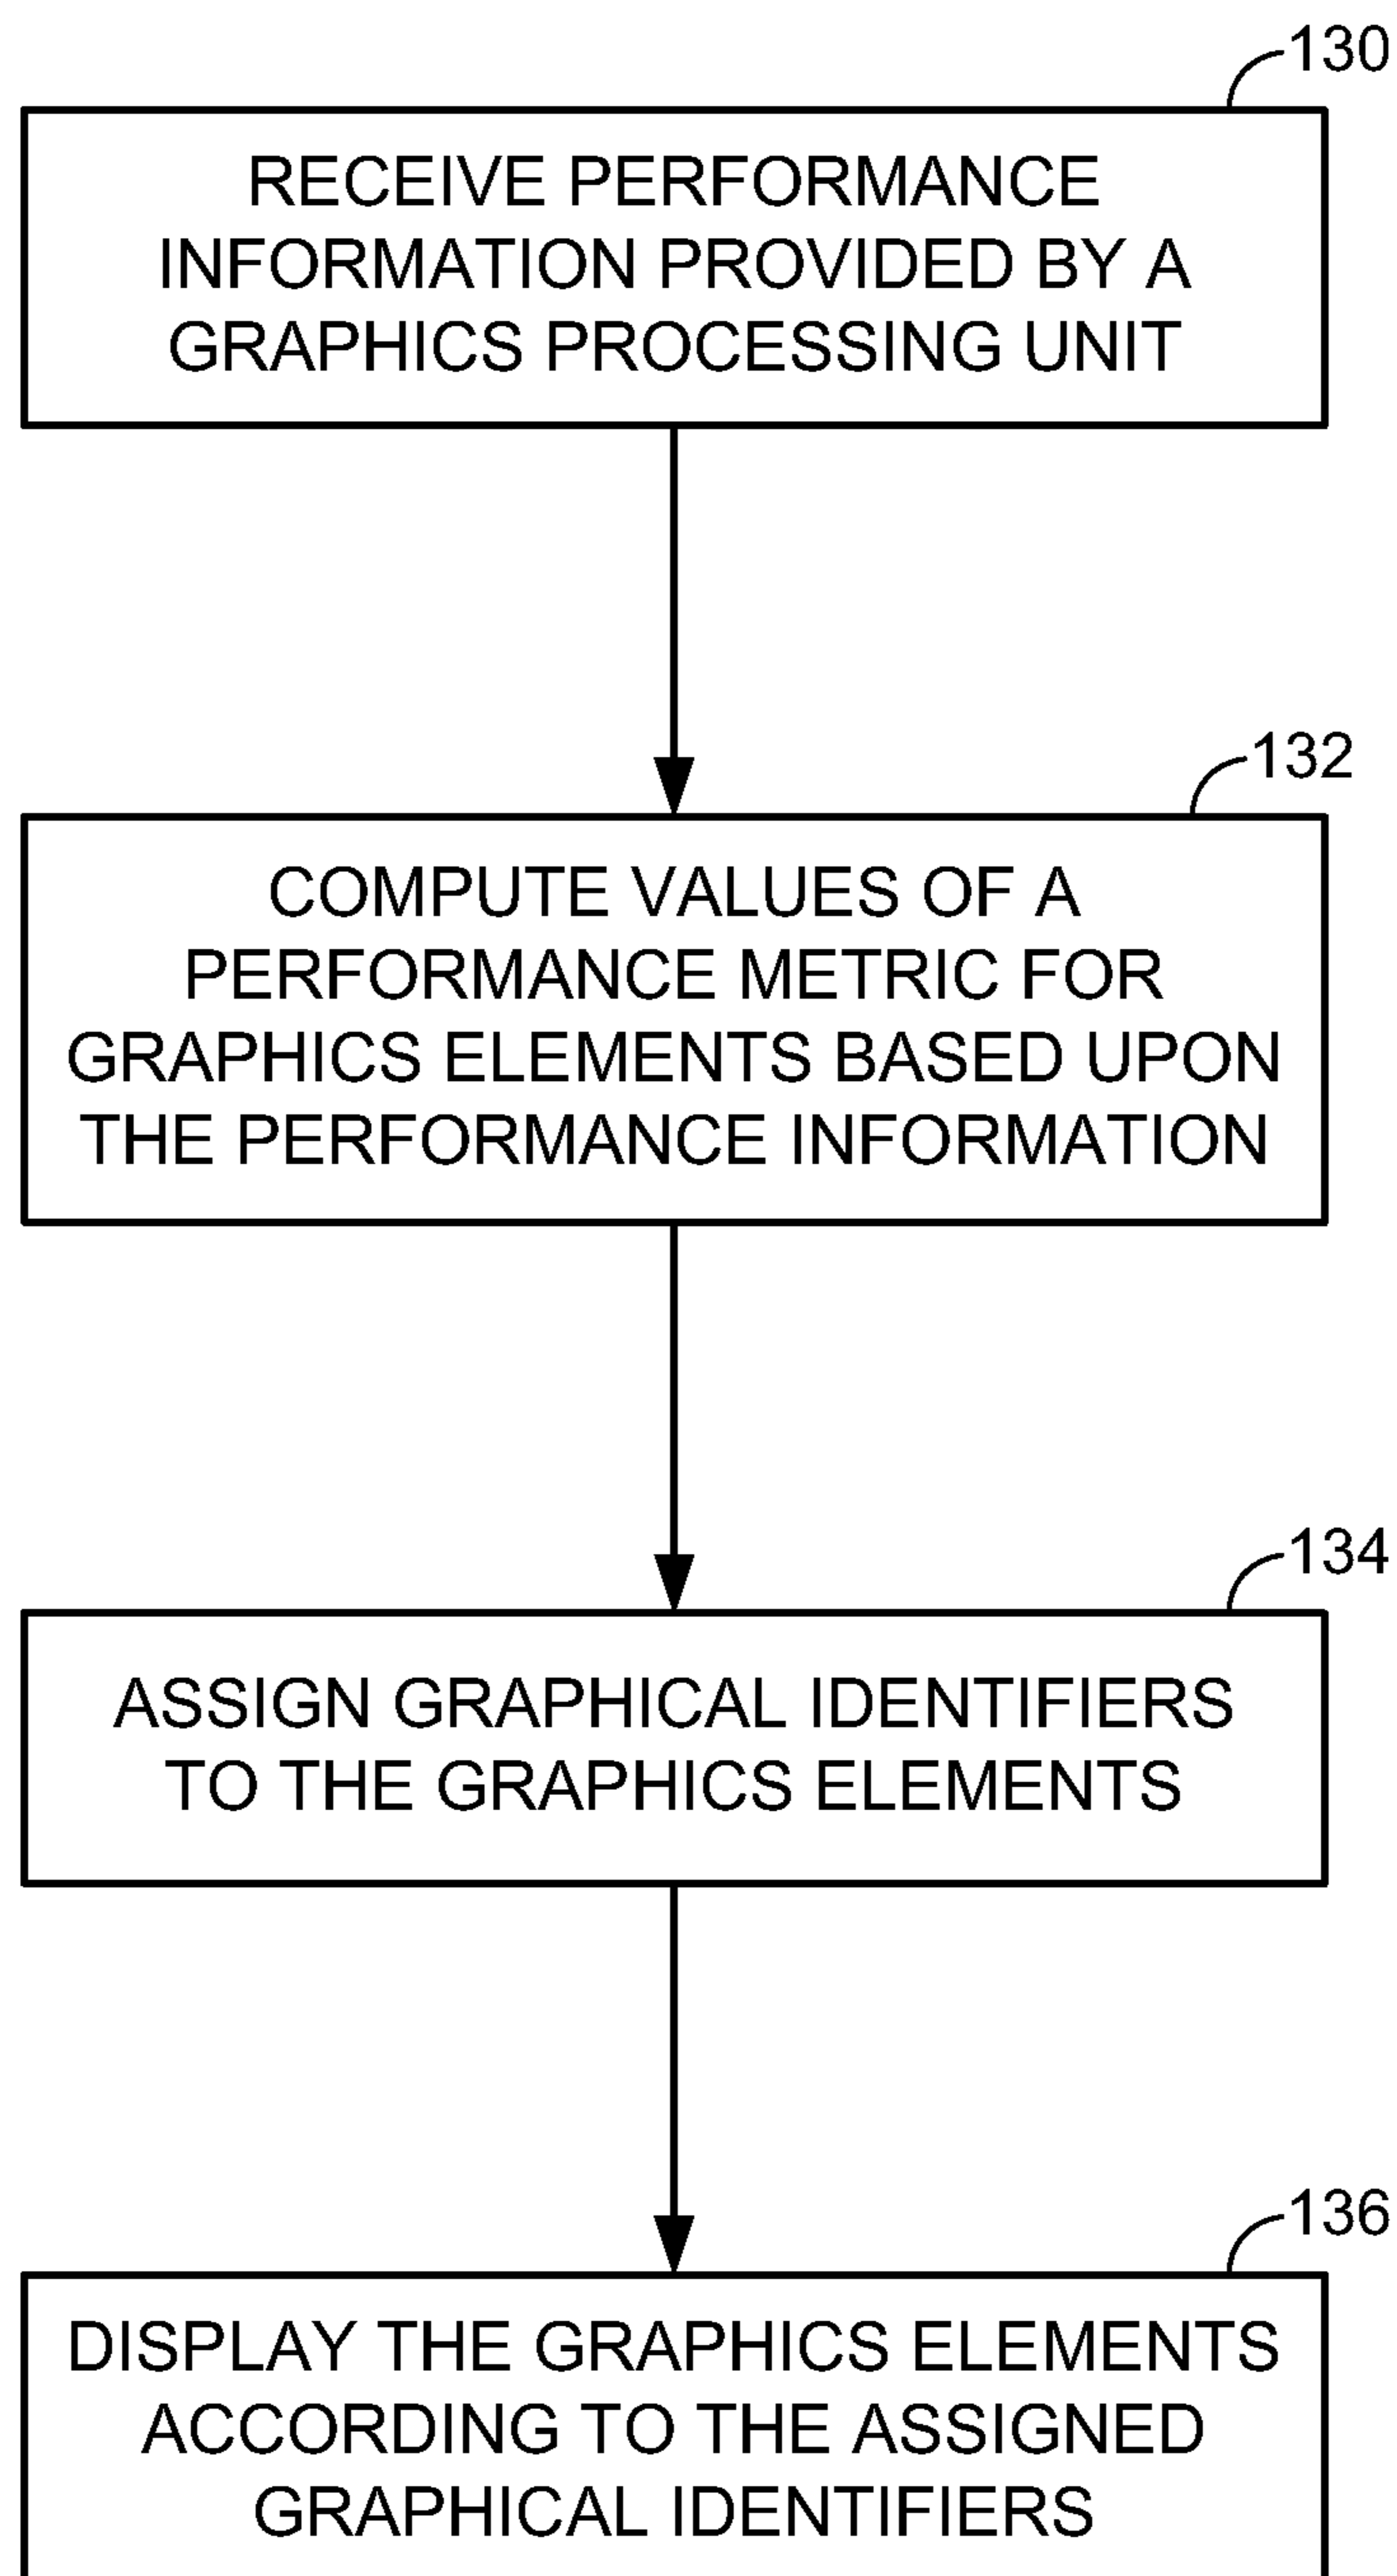 130
RECEIVE PERFORMANCE
INFORMATION PROVIDED BY A
GRAPHICS PROCESSING UNIT
132
COMPUTE VALUES OF A
PERFORMANCE METRIC FOR
GRAPHICS ELEMENTS BASED UPON
THE PERFORMANCE INFORMATION
134
ASSIGN GRAPHICAL IDENTIFIERS
TO THE GRAPHICS ELEMENTS
136
DISPLAY THE GRAPHICS ELEMENTS
ACCORDING TO THE ASSIGNED
GRAPHICAL IDENTIFIERS